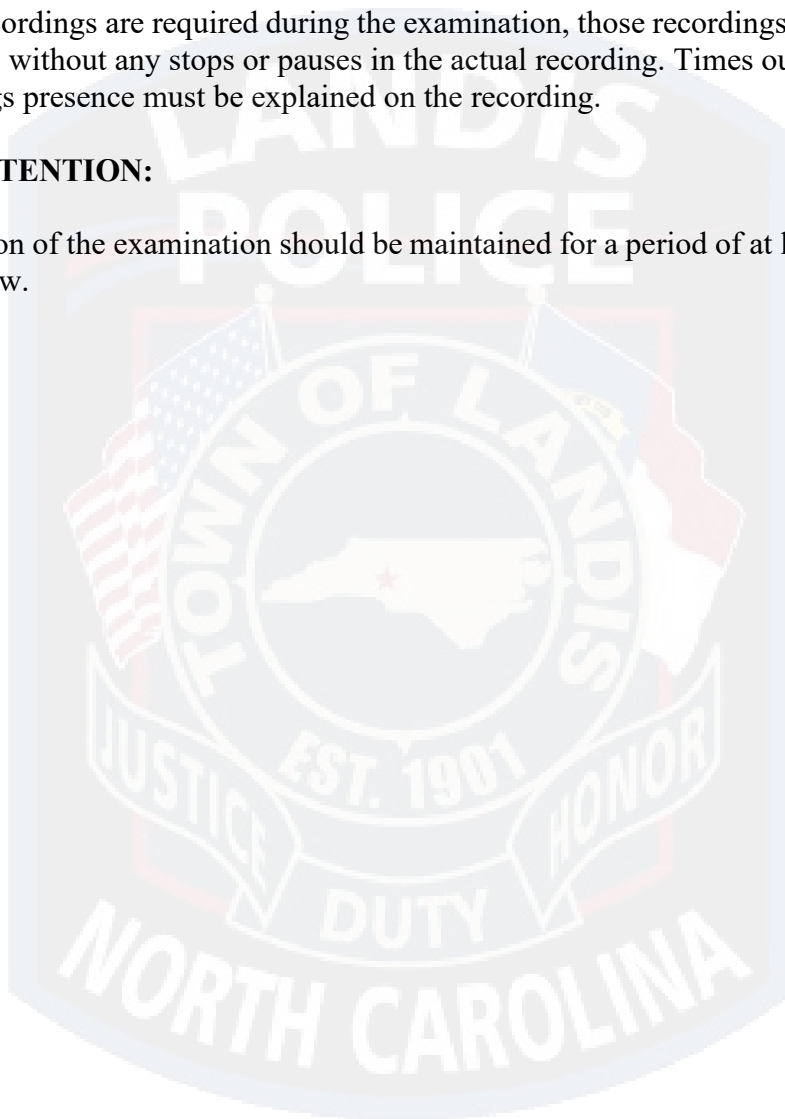 cordings are required during the examination, those recordings
without any stops or pauses in the actual recording. Times ou
gs presence must be explained on the recording.
TENTION:
on of the examination should be maintained for a period of at l
w.
LANDIS
POLICE
TOWN OF LANDIS
EST. 1901
JUSTICE
HONOR
DUTY
NORTH CAROLINA